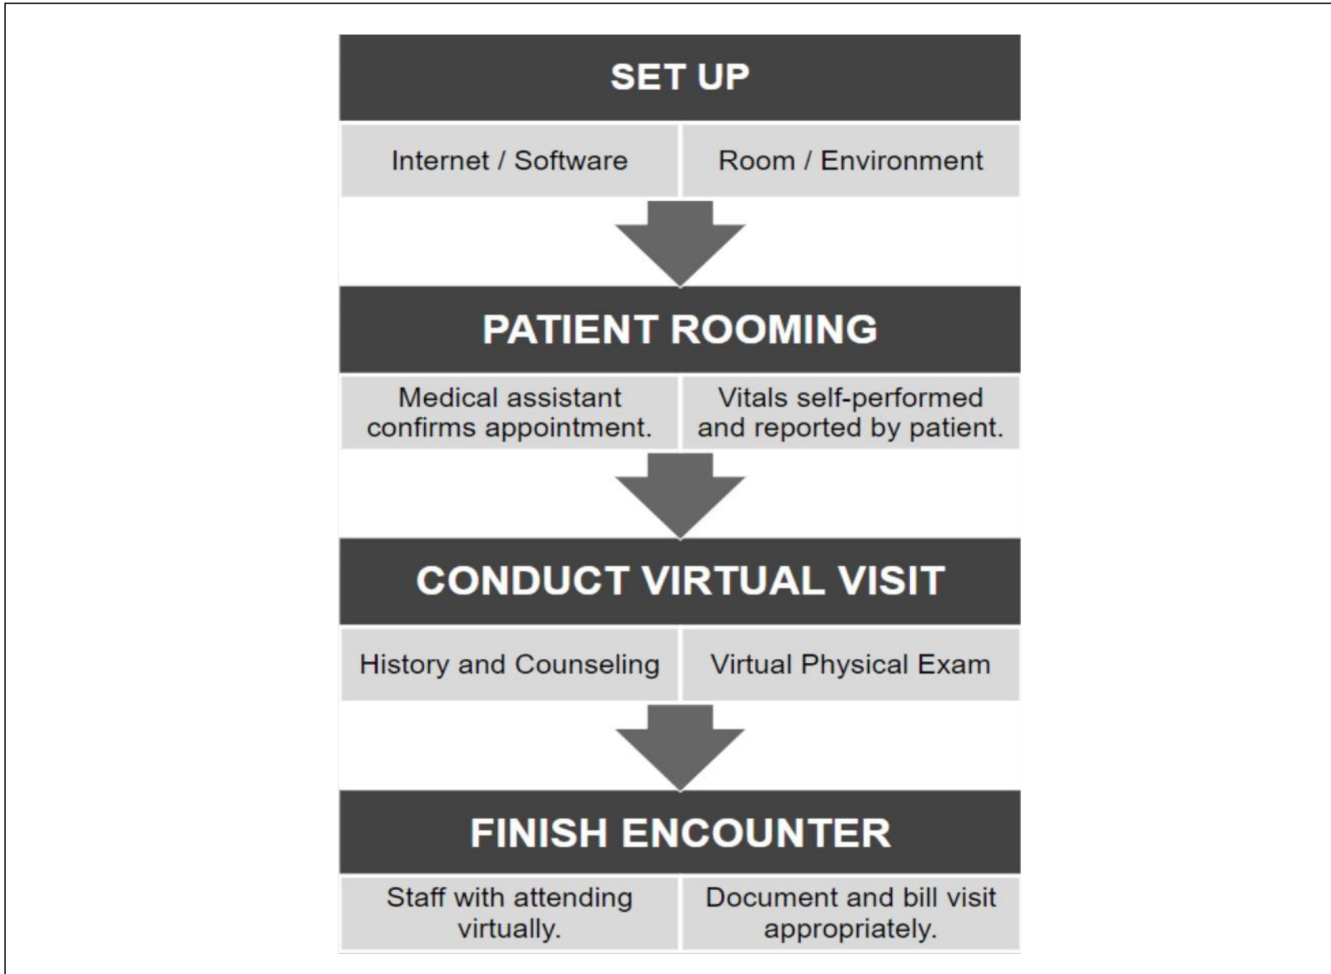 SET UP
Internet / Software
Room / Environment
PATIENT ROOMING
Medical assistant
confirms appointment.
Vitals self-performed
and reported by patient.
CONDUCT VIRTUAL VISIT
History and Counseling
Virtual Physical Exam
FINISH ENCOUNTER
Staff with attending
virtually.
Document and bill visit
appropriately.